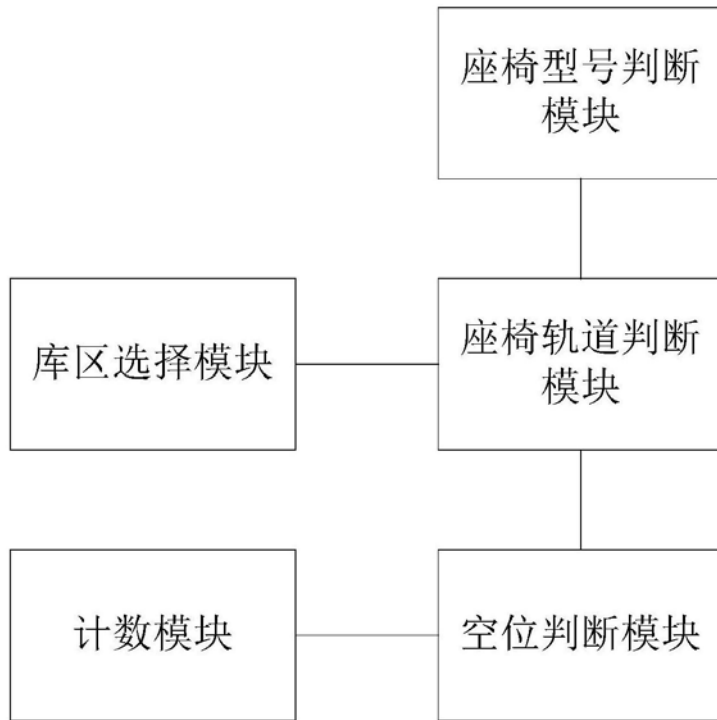 座椅型号判断
模块
库区选择模块
座椅轨道判断
模块
计数模块
空位判断模块